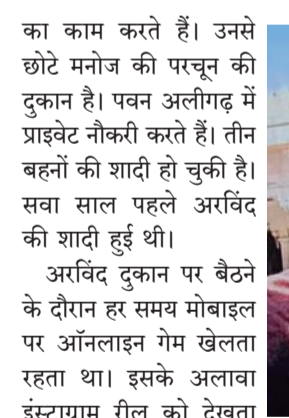 का काम करते हैं। उनसे
छोटे मनोज की परचून की
दुकान है। पवन अलीगढ़ में
प्राइवेट नौकरी करते हैं। तीन
बहनों की शादी हो चुकी है।
सवा साल पहले अरविंद
की शादी हुई थी।
अरविंद दुकान पर बैठने
के दौरान हर समय मोबाइल
पर ऑनलाइन गेम खेलता
रहता था। इसके अलावा
इंस्टाग्राम रील को देखता